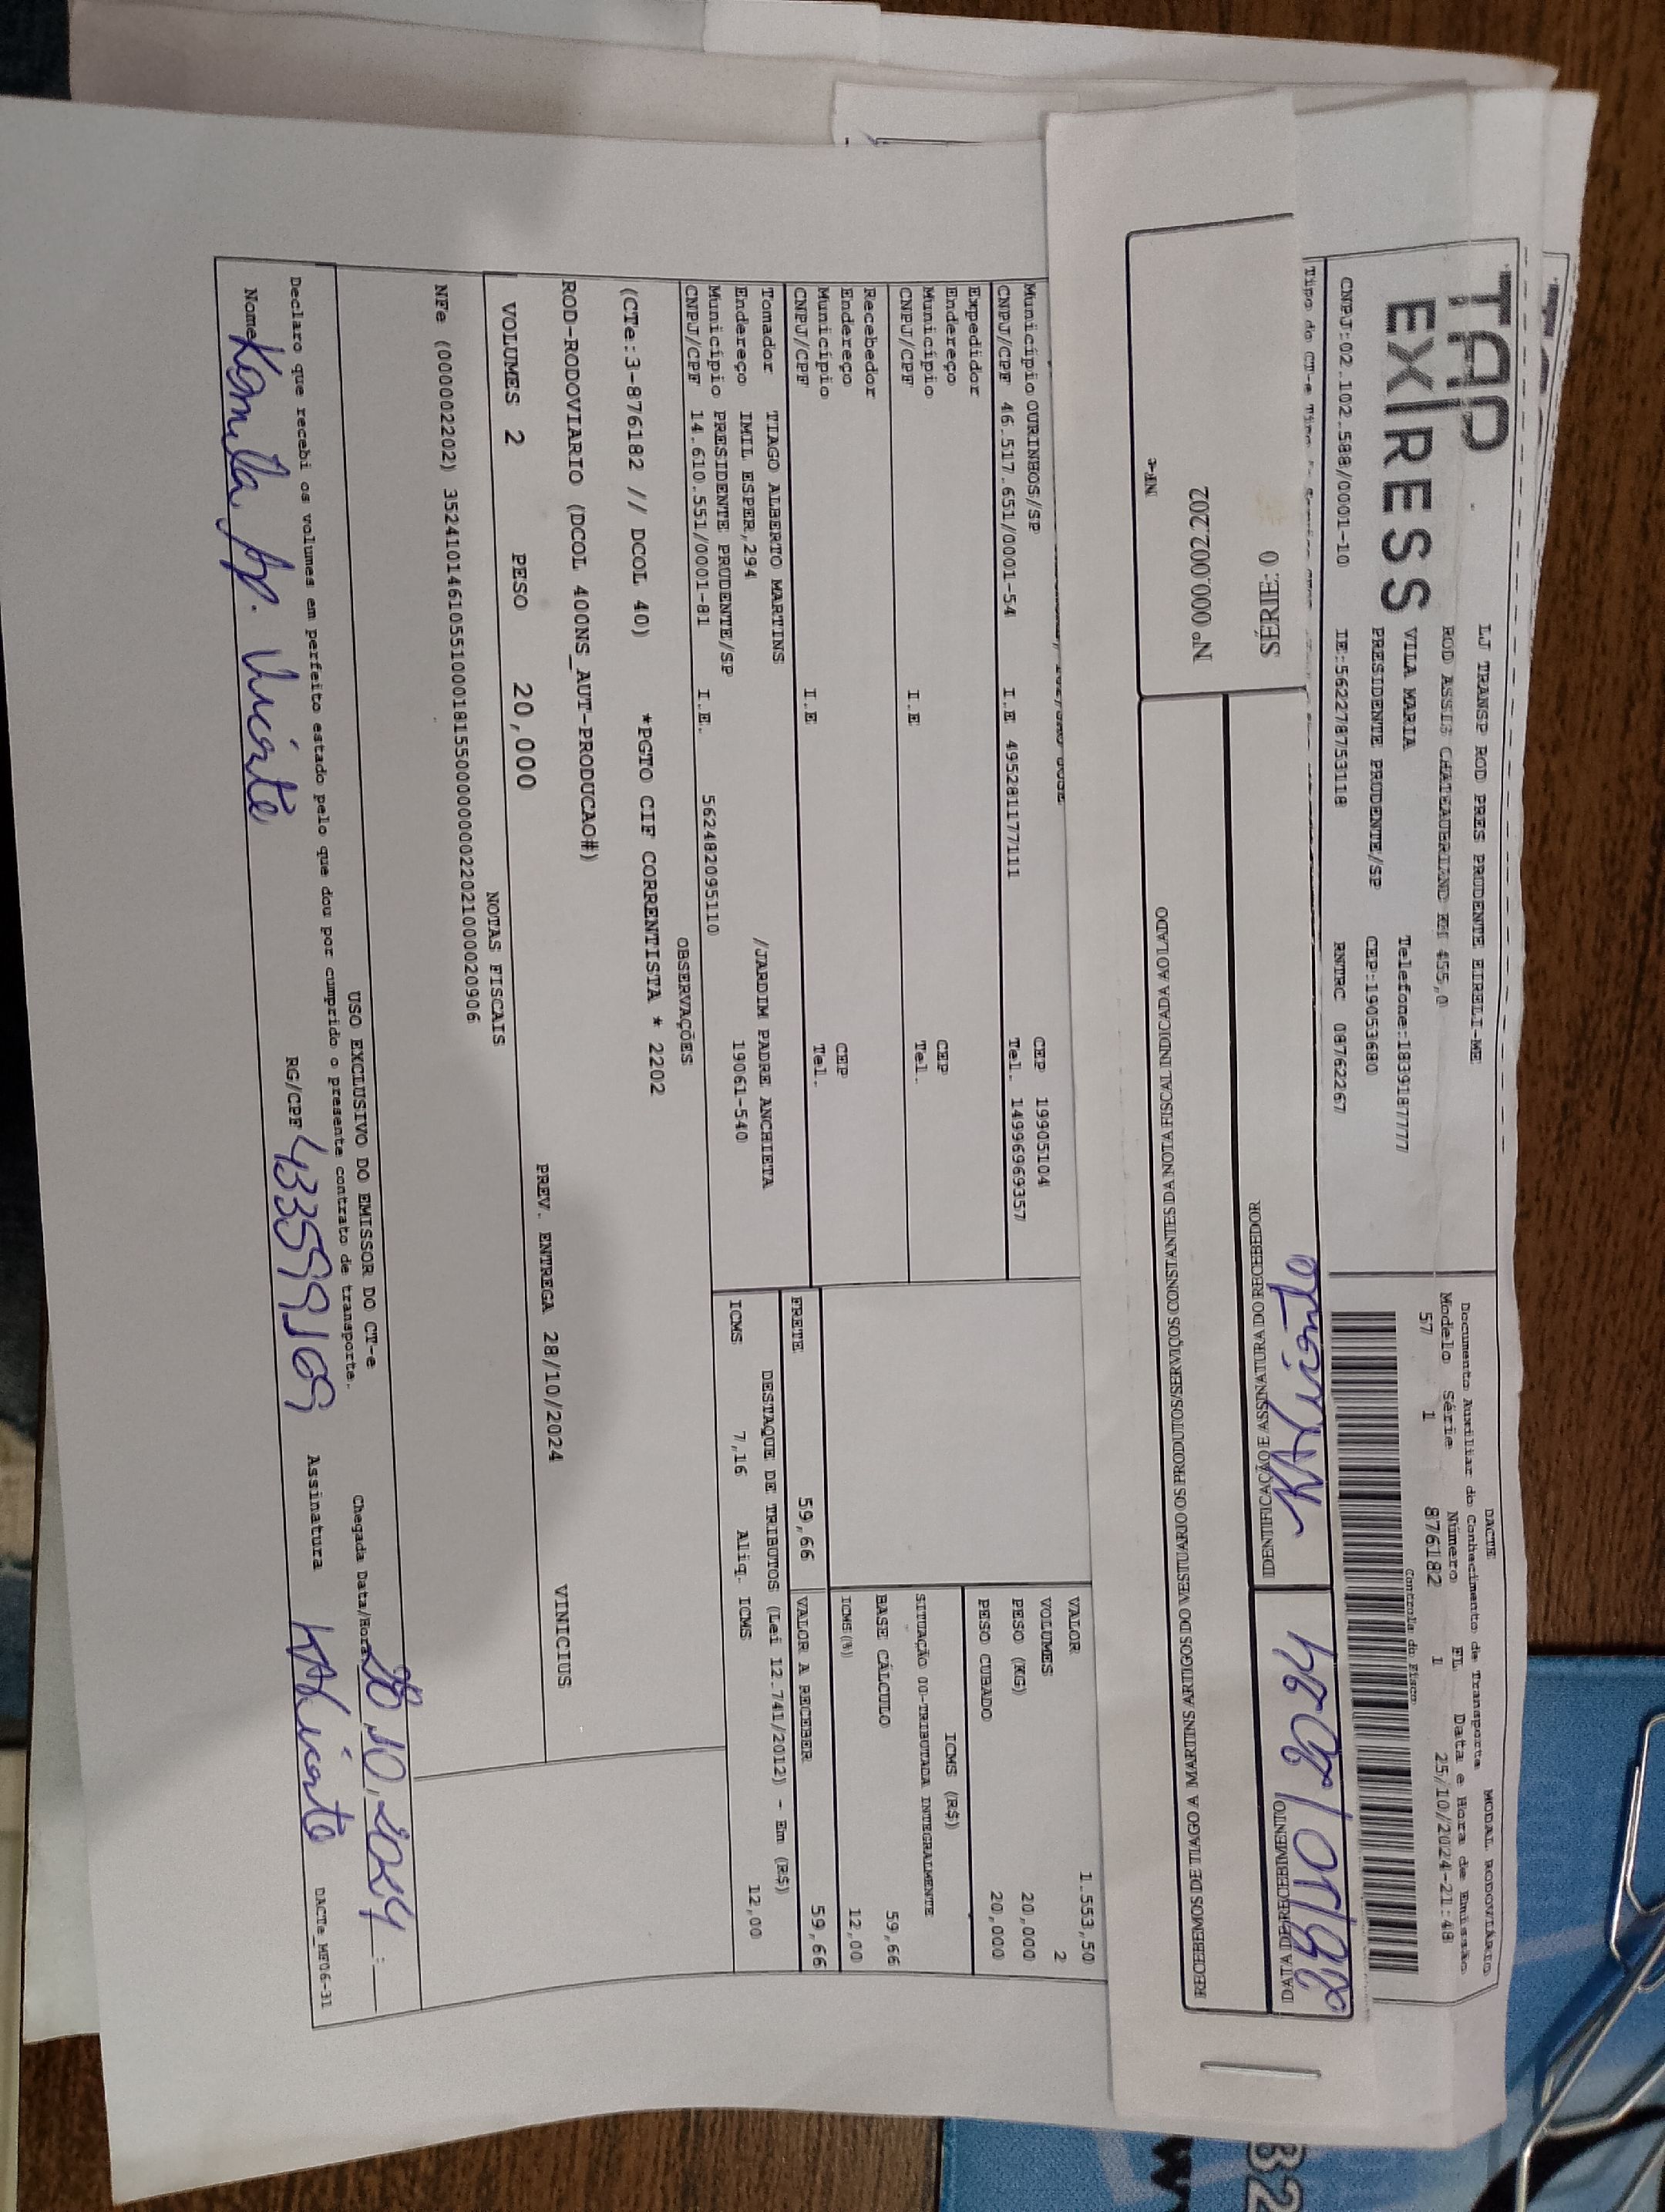 TAP
EX/RESS
LJ TRANSP ROD PRES PRUDENTE EIRELI-ME
ROD ASSIS CHATEAUBRIAND KM 455,0
VILA MARIA Telefone:1839187777
PRESIDENTE PRUDENTE/SP CEP:19053680
CNPJ:02.102.588/0001-10 IE:562278753118 RNTRC 08762267
DACTE MODAL RODOVIÁRIO
Documento Auxiliar do Conhecimento de Transporte
Modelo Série Número FL Data e Hora de Emissão
57 1 876182 1 25/10/2024-21:48
Controle do Fisco
NF-e
Nº 000.002.202
SÉRIE: 0
RECEBEMOS DE TIAGO A MARTINS ARTIGOS DO VESTUARIO OS PRODUTOS/SERVIÇOS CONSTANTES DA NOTA FISCAL INDICADA AO LADO
IDENTIFICAÇÃO E ASSINATURA DO RECEBEDOR
DATA DE RECEBIMENTO
28/10/2024
Município OURINHOS/SP CEP 19905104
CNPJ/CPF 46.517.651/0001-54 I.E 495281177111 Tel. 14996969357
Expedidor
Endereço
Município CEP
CNPJ/CPF I.E Tel.
Recebedor
Endereço
Município CEP
CNPJ/CPF I.E Tel.
Tomador TIAGO ALBERTO MARTINS
Endereço IMIL ESPER,294 /JARDIM PADRE ANCHIETA
Município PRESIDENTE PRUDENTE/SP 19061-540
CNPJ/CPF 14.610.551/0001-81 I.E. 562482095110
VALOR 1.553,50
VOLUMES 2
PESO (KG) 20,000
PESO CUBADO 20,000
ICMS (R$)
SITUAÇÃO 00-TRIBUTADA INTEGRALMENTE
BASE CÁLCULO 59,66
ICMS(%) 12,00
FRETE 59,66 VALOR A RECEBER 59,66
DESTAQUE DE TRIBUTOS (Lei 12.741/2012) - Em (R$)
ICMS 7,16 Aliq. ICMS 12,00
OBSERVAÇÕES
(CTe:3-876182 // DCOL 40) *PGTO CIF CORRENTISTA * 2202
ROD-RODOVIARIO (DCOL 400NS_AUT-PRODUCAO#)
PREV. ENTREGA 28/10/2024 VINICIUS
VOLUMES 2 PESO 20,000
NOTAS FISCAIS
NFe (000002202) 35241014610551000181550000000022021000020906
USO EXCLUSIVO DO EMISSOR DO CT-e
Declaro que recebi os volumes em perfeito estado pelo que dou por cumprido o presente contrato de transporte.
Chegada Data/Hora 28.10.2024 :
Nome RG/CPF 433599169 Assinatura
DACTe_MF06-31